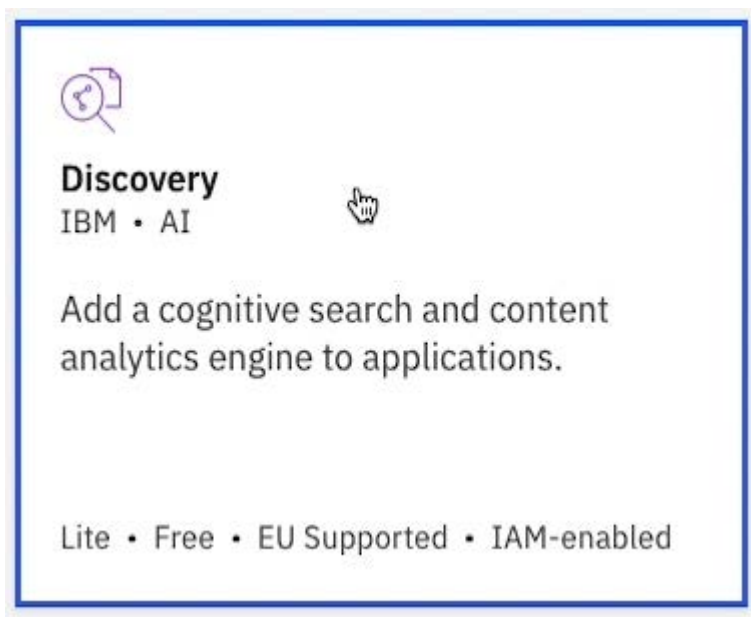 Discovery
IBM • AI
Add a cognitive search and content
analytics engine to applications.
Lite • Free • EU Supported • IAM-enabled